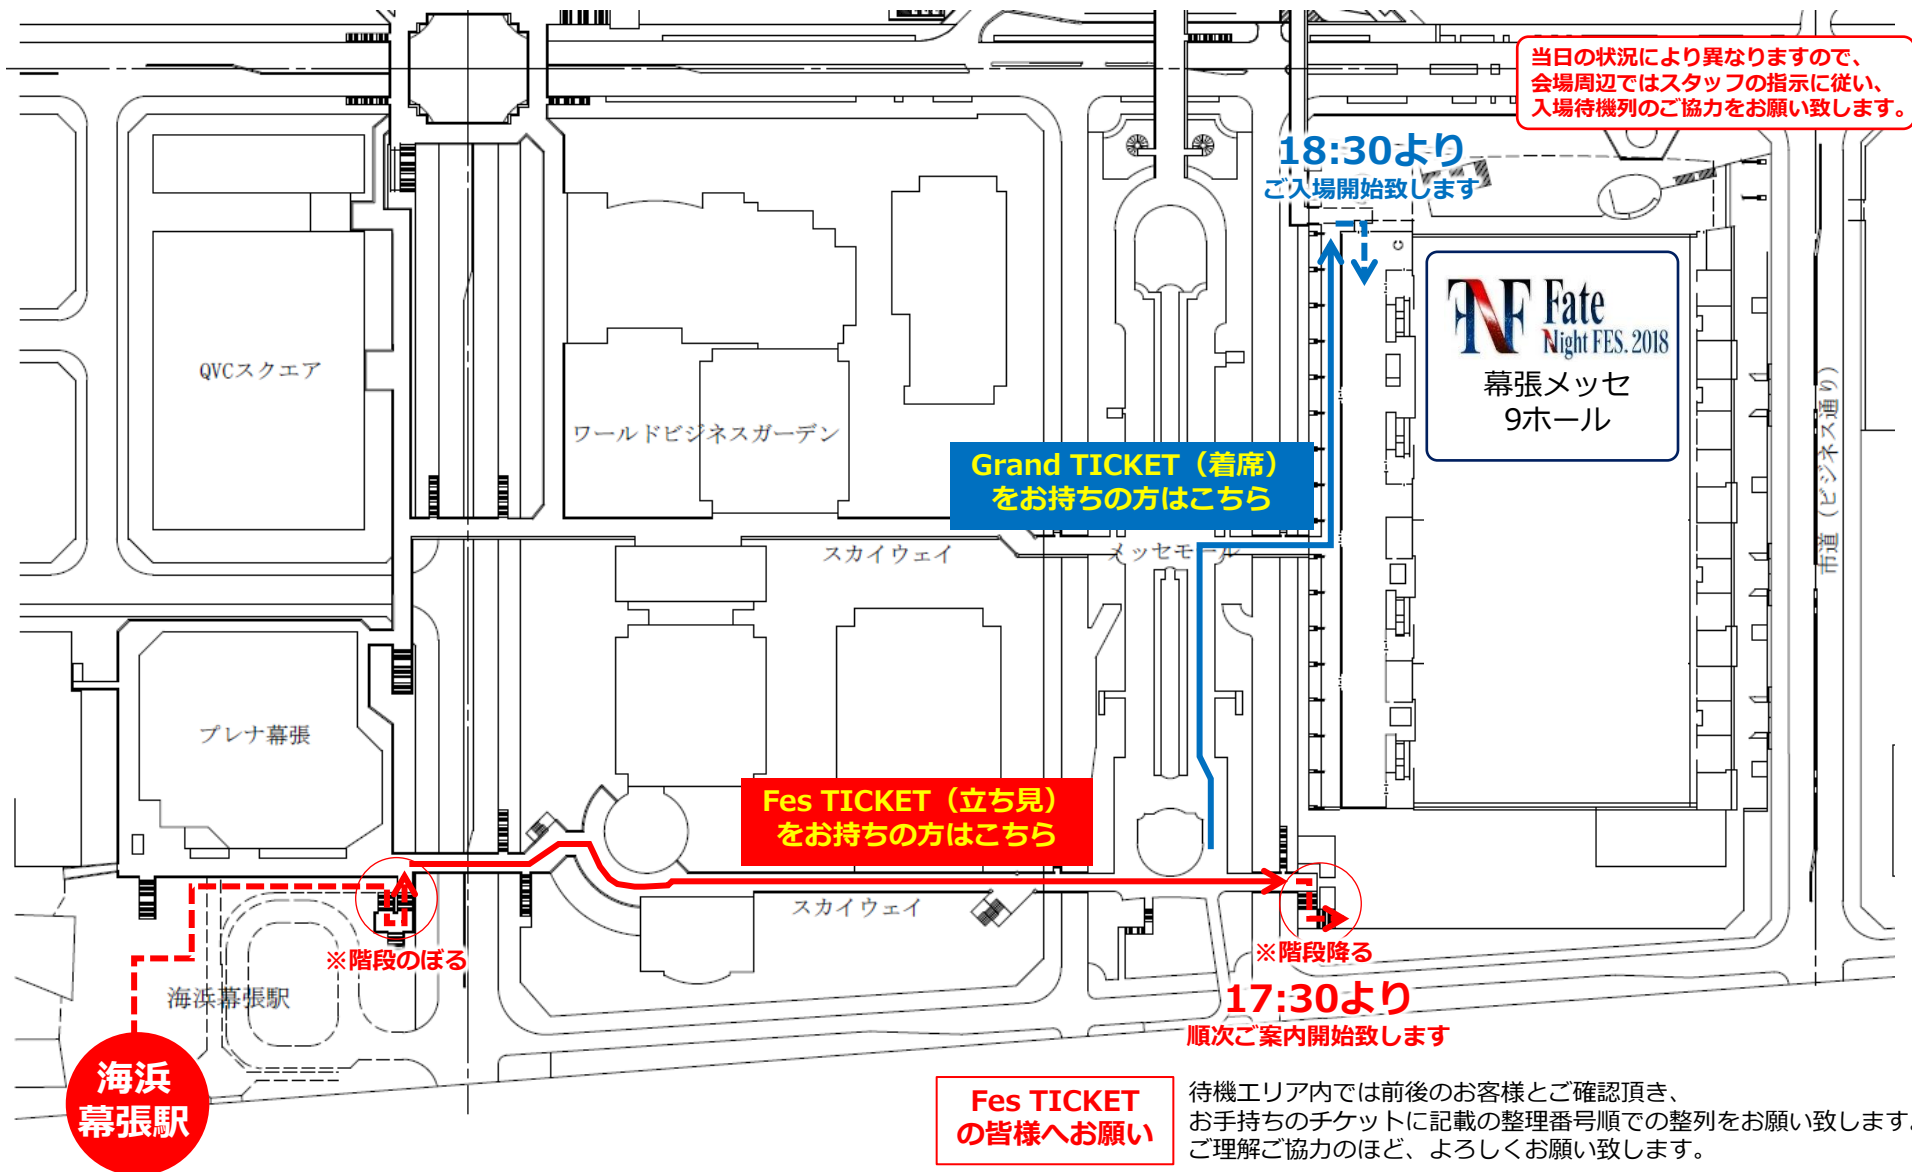 当日の状況により異なりますので、
会場周辺ではスタッフの指示に従い、
入場待機列のご協力をお願い致します。
18:30より
ご入場開始致します
FNF Fate
Night FES. 2018
幕張メッセ
9ホール
QVCスクエア
ワールドビジネスガーデン
Grand TICKET（着席）
をお持ちの方はこちら
市道（ビジネス通り）
スカイウェイ
メッセモール
プレナ幕張
Fes TICKET（立ち見）
をお持ちの方はこちら
スカイウェイ
※階段のぼる
※階段降る
海浜幕張駅
17:30より
順次ご案内開始致します
海浜
幕張駅
Fes TICKET
の皆様へお願い
待機エリア内では前後のお客様とご確認頂き、
お手持ちのチケットに記載の整理番号順での整列をお願い致します。
ご理解ご協力のほど、よろしくお願い致します。